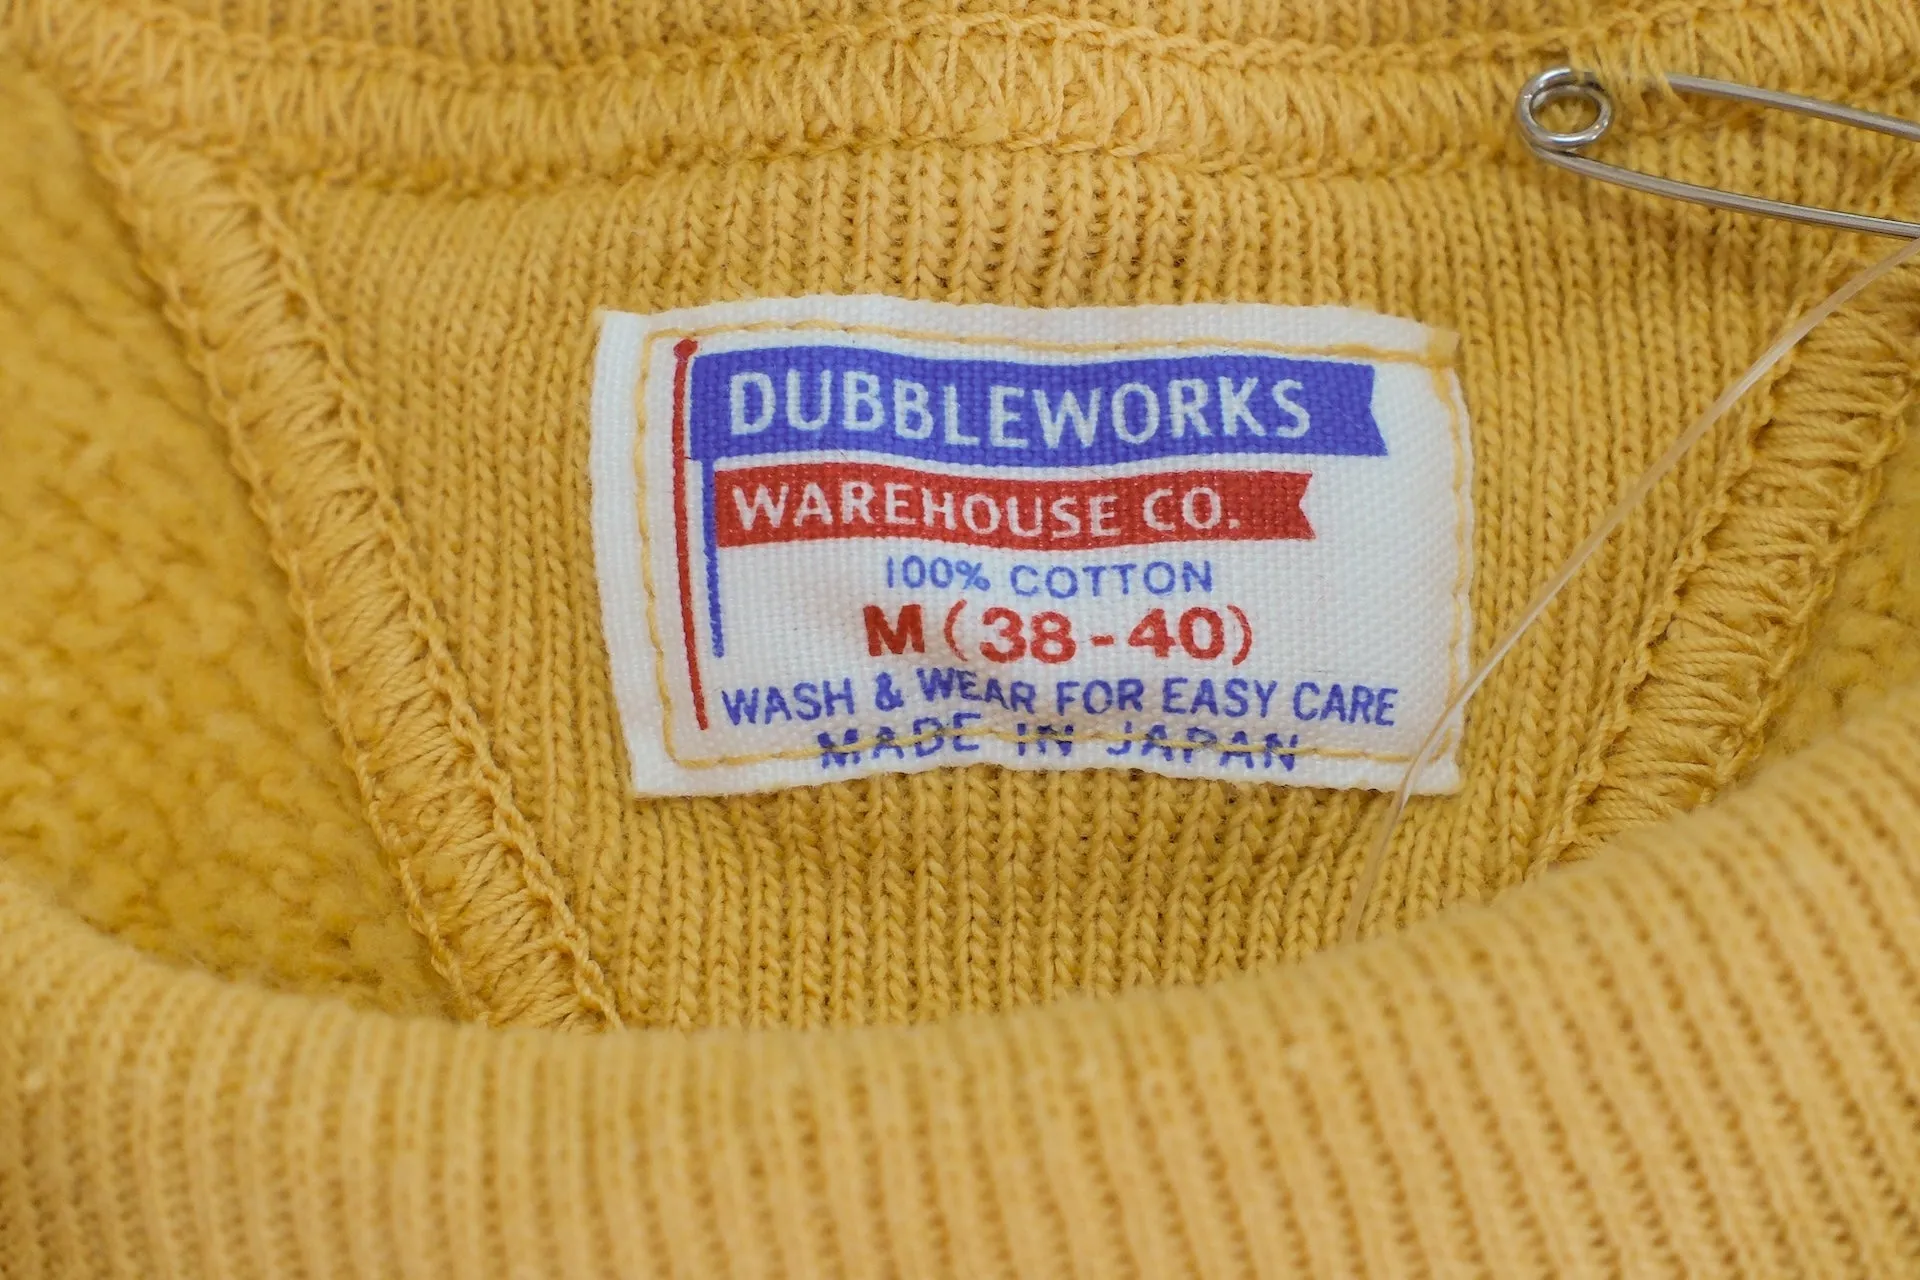 DUBBLEWORKS
WAREHOUSE CO.
100% COTTON
M (38-40)
WASH & WEAR FOR EASY CARE
MADE IN JAPAN